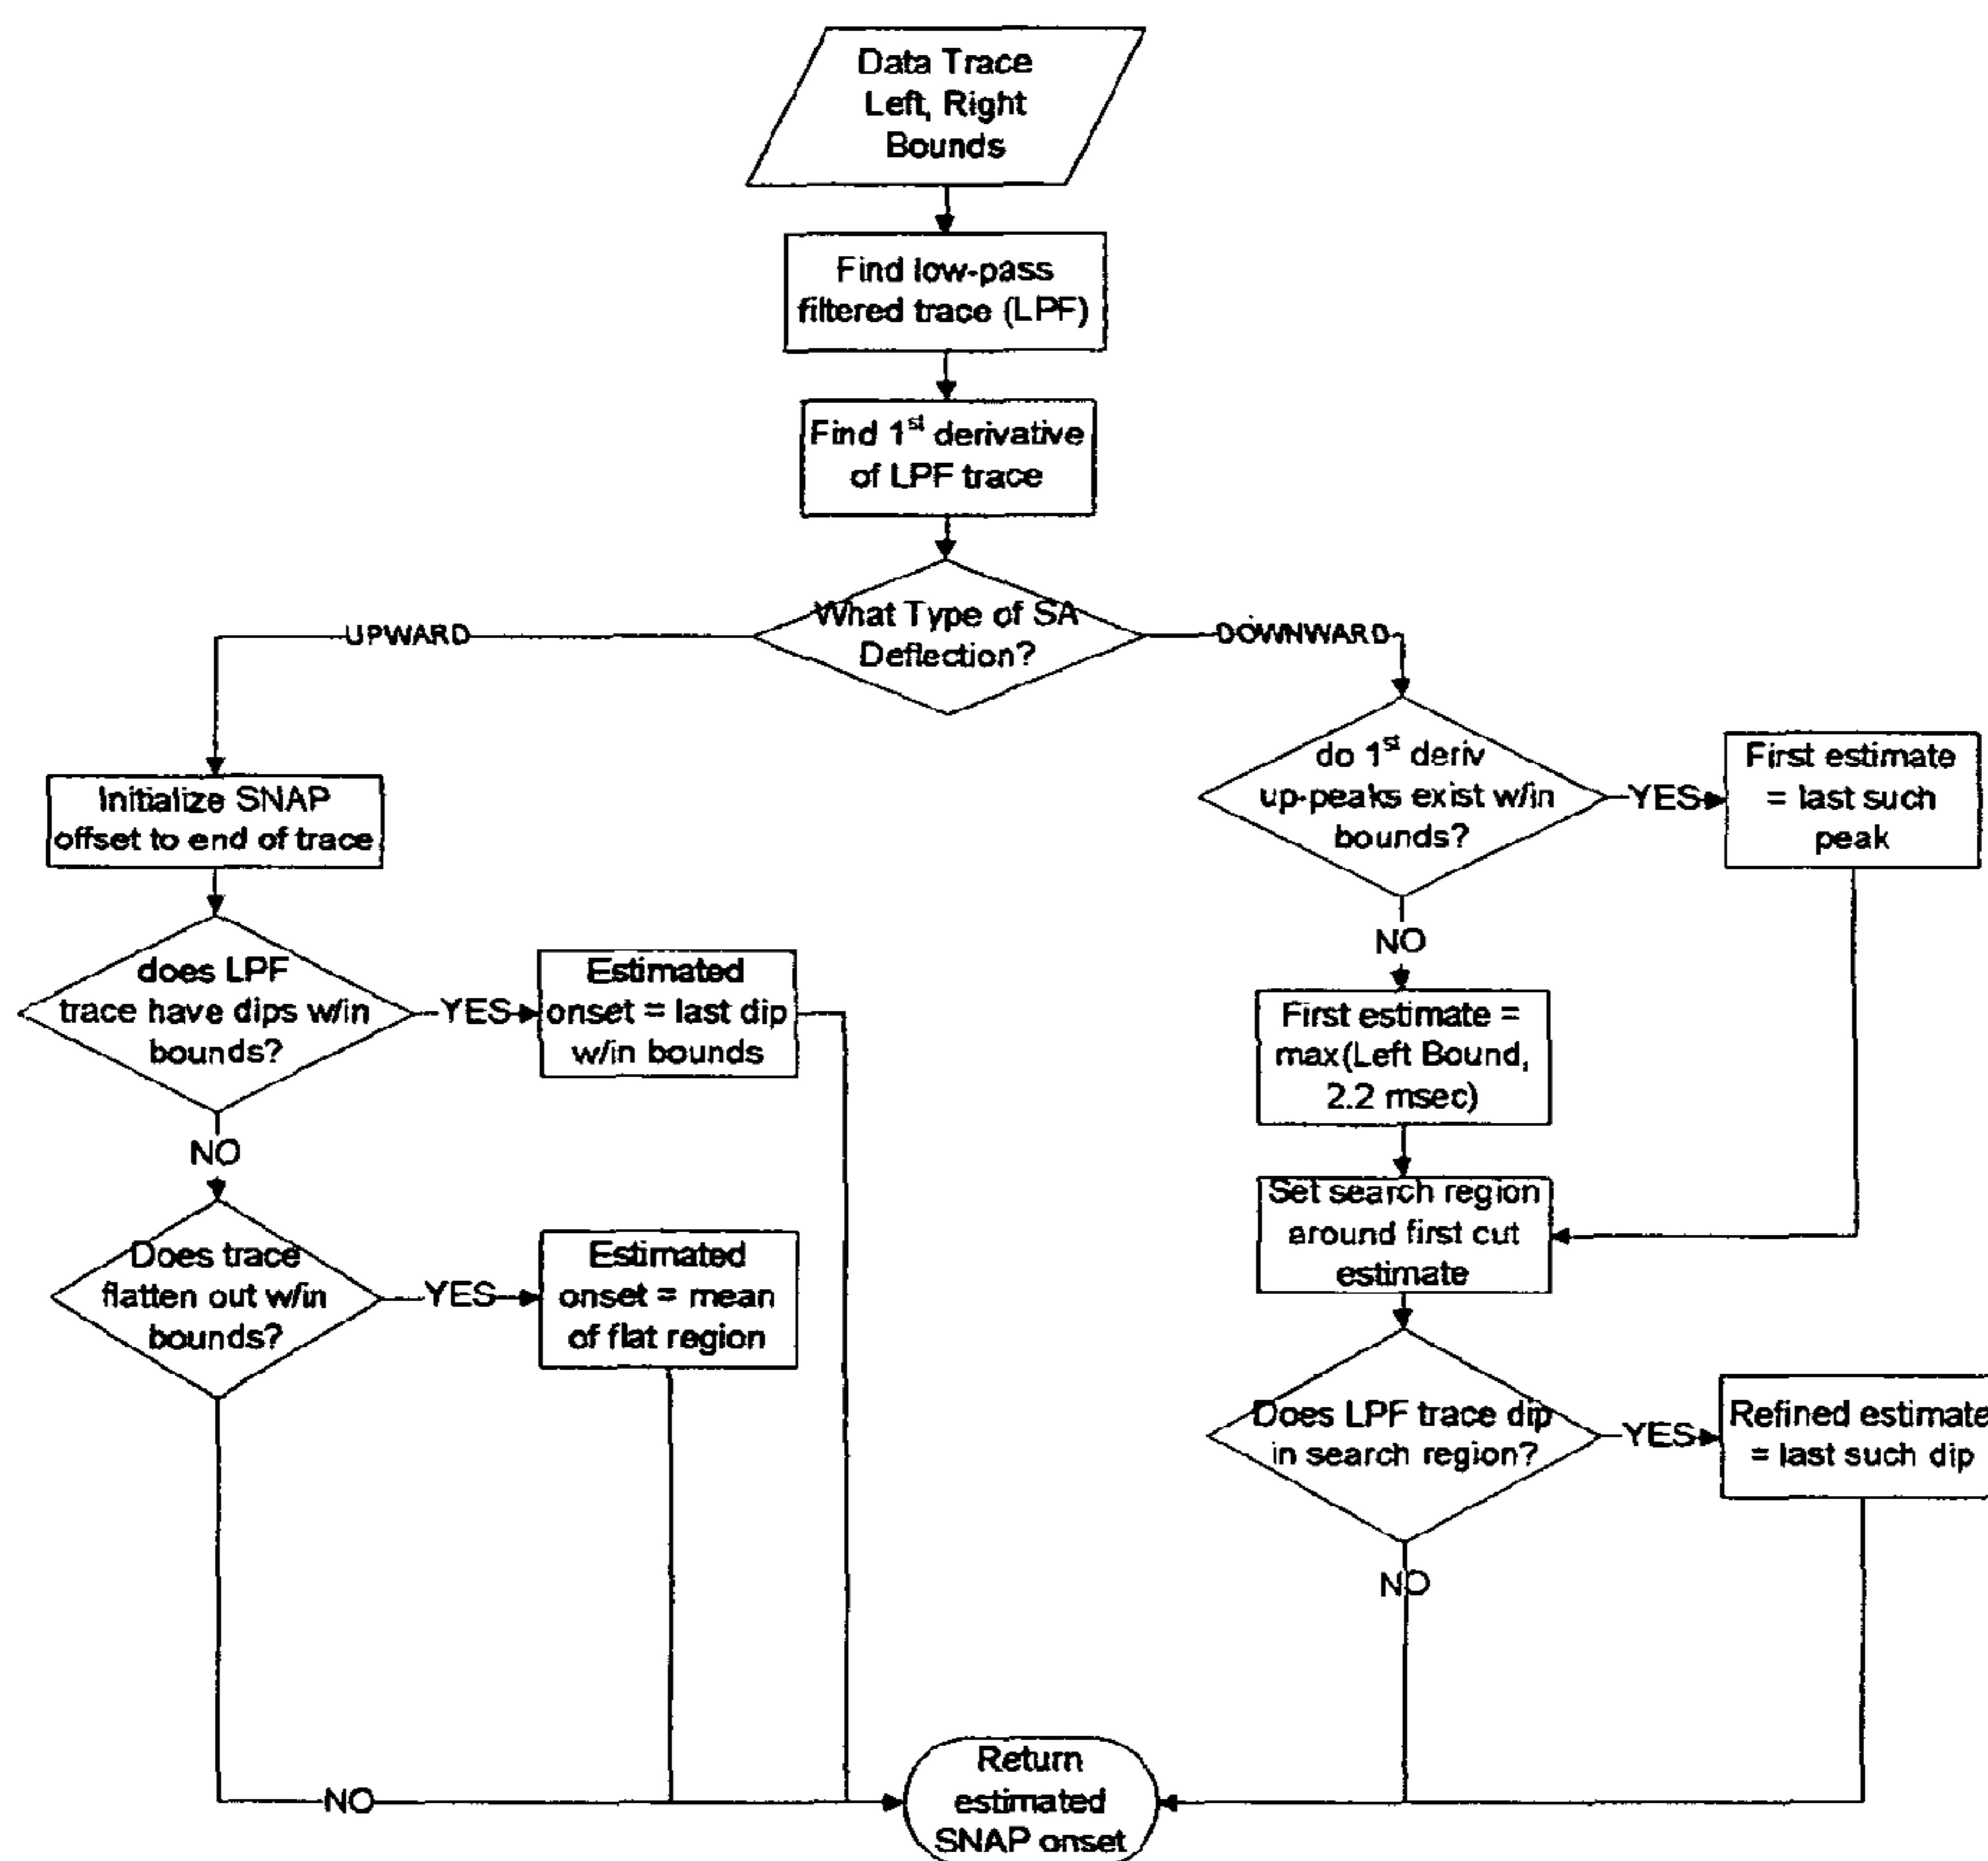 Data Trace
Left, Right
Bounds
Find low-pass
filtered trace (LPF)
Find 1st derivative
of LPF trace
What Type of SA
Deflection?
UPWARD
DOWNWARD
Initialize SNAP
offset to end of trace
does LPF
trace have dips w/in
bounds?
YES
Estimated
onset = last dip
w/in bounds
NO
Does trace
flatten out w/in
bounds?
YES
Estimated
onset = mean
of flat region
NO
do 1st deriv
up-peaks exist w/in
bounds?
YES
First estimate
= last such
peak
NO
First estimate =
max(Left Bound,
2.2 msec)
Set search region
around first cut
estimate
Does LPF trace dip
in search region?
YES
Refined estimate
= last such dip
NO
Return
estimated
SNAP onset